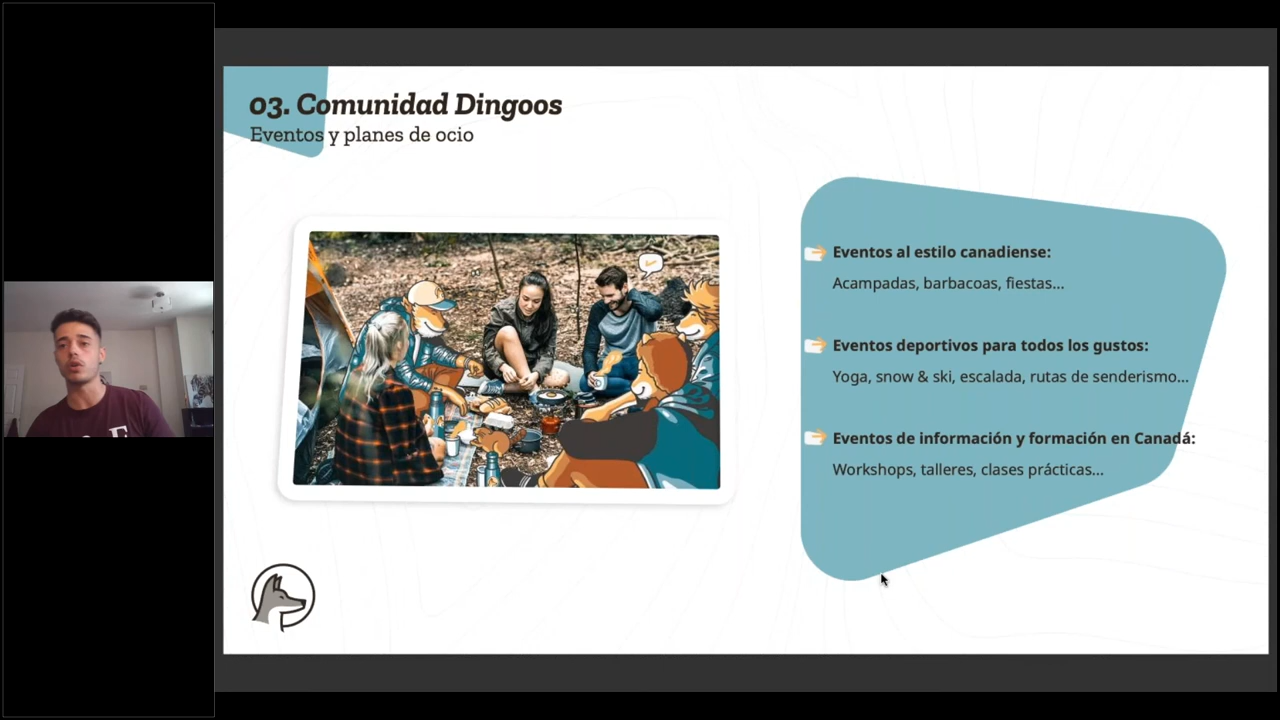 03. Comunidad Dingoos
Eventos y planes de ocio
Eventos al estilo canadiense:
Acampadas, barbacoas, fiestas...
Eventos deportivos para todos los gustos:
Yoga, snow & ski, escalada, rutas de senderismo...
Eventos de información y formación en Canadá:
Workshops, talleres, clases prácticas...